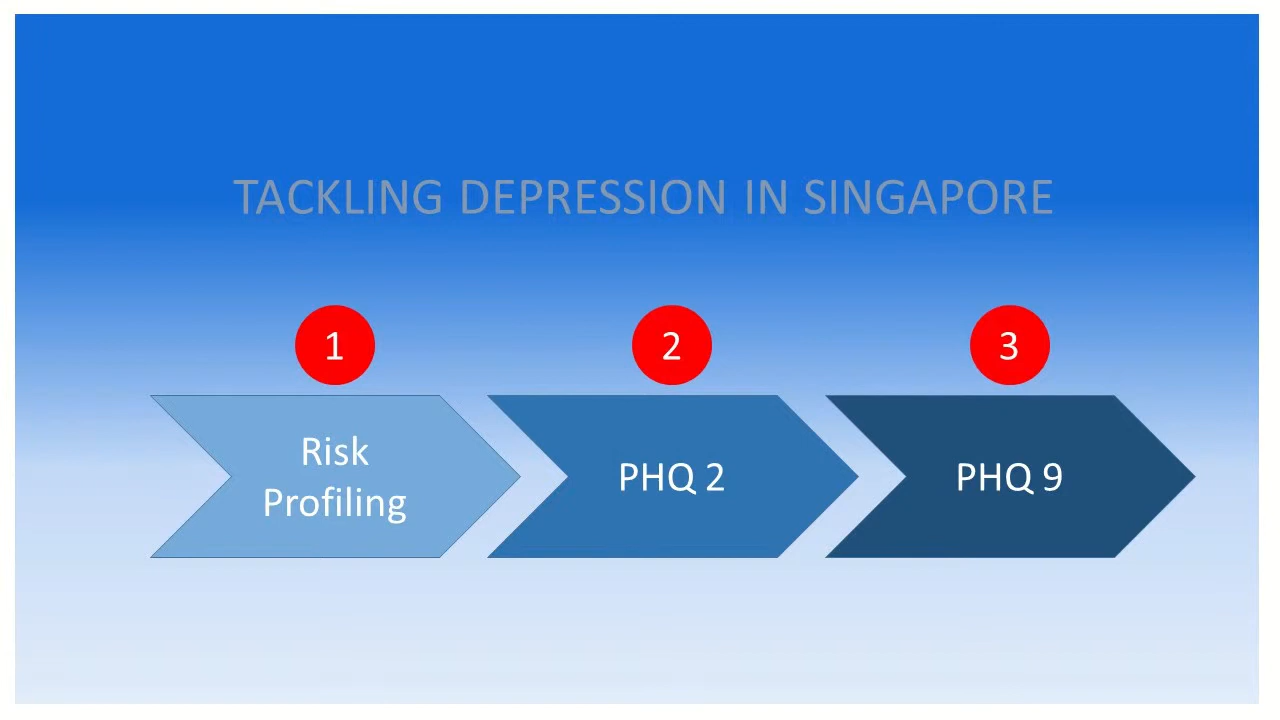 TACKLING DEPRESSION IN SINGAPORE
1
2
3
Risk
Profiling
PHQ 2
PHQ 9